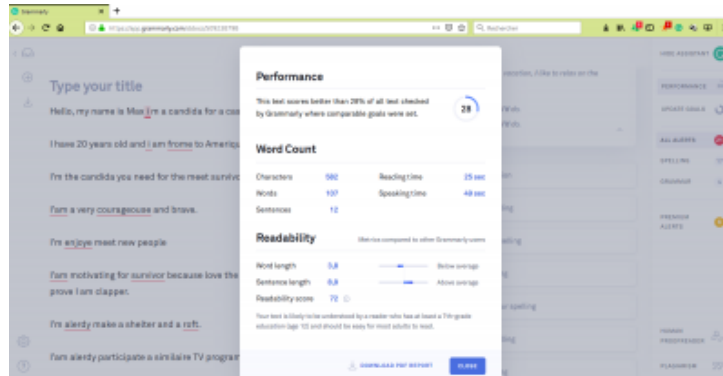 Grammarly
Rechercher
Type your title
Hello, my name is Max Im a candida for a
I have 20 years old and i am frome to Ameriq
I'm the candida you need for the meet
I'am a very courageouse and brave.
I'm enjoye meet new people
I'am motivating for survivor because love the
prove I am clapper.
I'm alerdy make a shelter and a roft.
I'am alerdy participate a similaire TV program
Performance
This text scores better than 28% of all text checked
by Grammarly where comparable goals were set.
28
Word Count
Characters 502 Reading time 25 sec
Words 107 Speaking time 49 sec
Sentences 12
Readability Metrics compared to other Grammarly users
Word length 3,8 Below average
Sentence length 8,9 Above average
Readability score 72
Your text is likely to be understood by a reader who has at least a 7th-grade
education (age 12) and should be easy for most adults to read.
DOWNLOAD PDF REPORT CLOSE
HIDE ASSISTANT
PERFORMANCE
UPDATE GOALS
ALL ALERTS
SPELLING
GRAMMAR
PREMIUM
ALERTS
HUMAN
PROOFREADER
PLAGIARISM